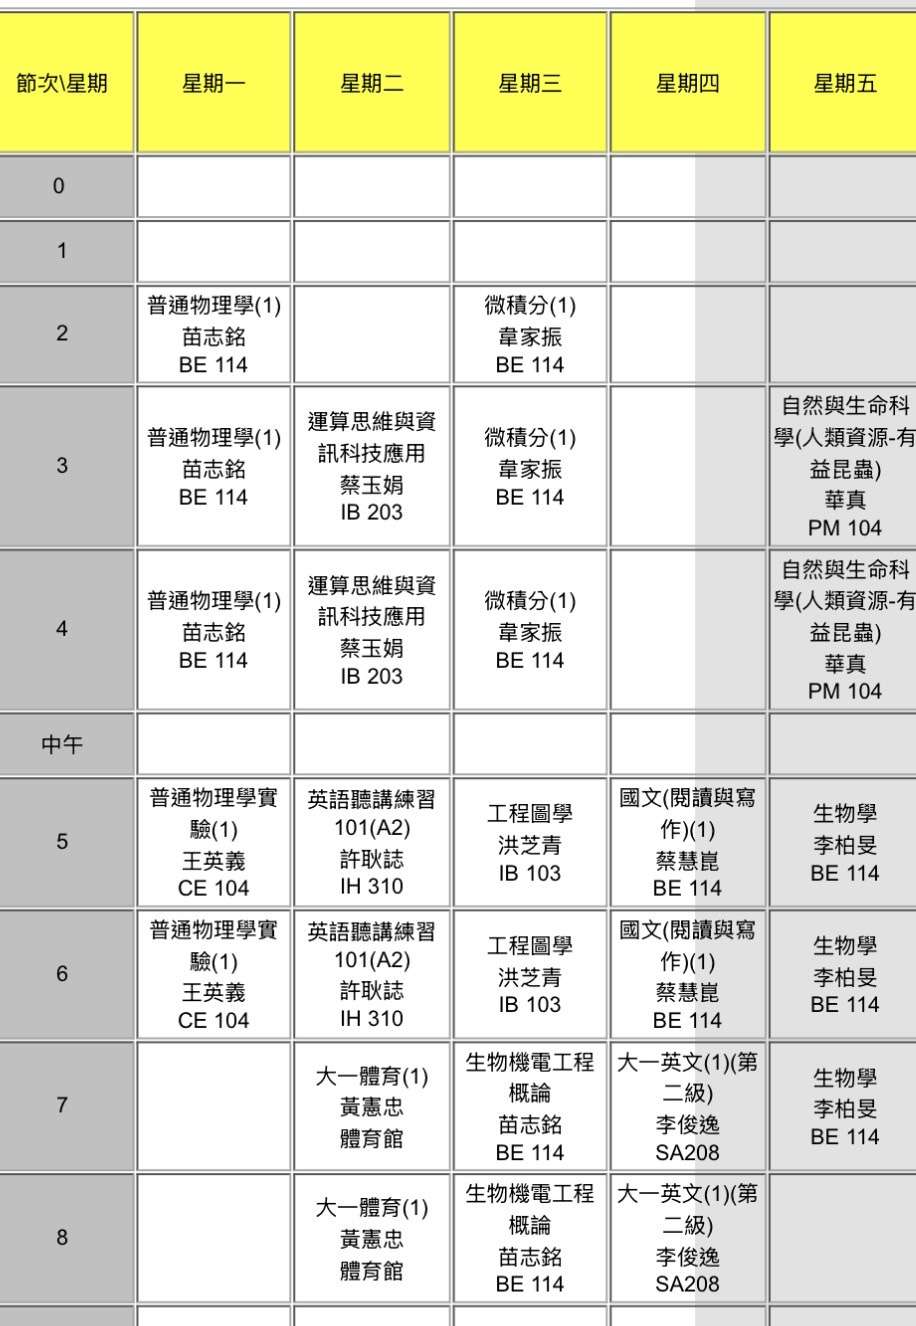 節次\星期 星期一 星期二 星期三 星期四 星期五
0
1
2
普通物理學(1)
苗志銘
BE 114
微積分(1)
韋家振
BE 114
3
普通物理學(1)
苗志銘
BE 114
運算思維與資
訊科技應用
蔡玉娟
IB 203
微積分(1)
韋家振
BE 114
自然與生命科
學(人類資源-有
益昆蟲)
華真
PM 104
4
普通物理學(1)
苗志銘
BE 114
運算思維與資
訊科技應用
蔡玉娟
IB 203
微積分(1)
韋家振
BE 114
自然與生命科
學(人類資源-有
益昆蟲)
華真
PM 104
中午
5
普通物理學實
驗(1)
王英義
CE 104
英語聽講練習
101(A2)
許耿誌
IH 310
工程圖學
洪芝青
IB 103
國文(閱讀與寫
作)(1)
蔡慧崑
BE 114
生物學
李柏旻
BE 114
6
普通物理學實
驗(1)
王英義
CE 104
英語聽講練習
101(A2)
許耿誌
IH 310
工程圖學
洪芝青
IB 103
國文(閱讀與寫
作)(1)
蔡慧崑
BE 114
生物學
李柏旻
BE 114
7
大一體育(1)
黃憲忠
體育館
生物機電工程
概論
苗志銘
BE 114
大一英文(1)(第
二級)
李俊逸
SA208
生物學
李柏旻
BE 114
8
大一體育(1)
黃憲忠
體育館
生物機電工程
概論
苗志銘
BE 114
大一英文(1)(第
二級)
李俊逸
SA208